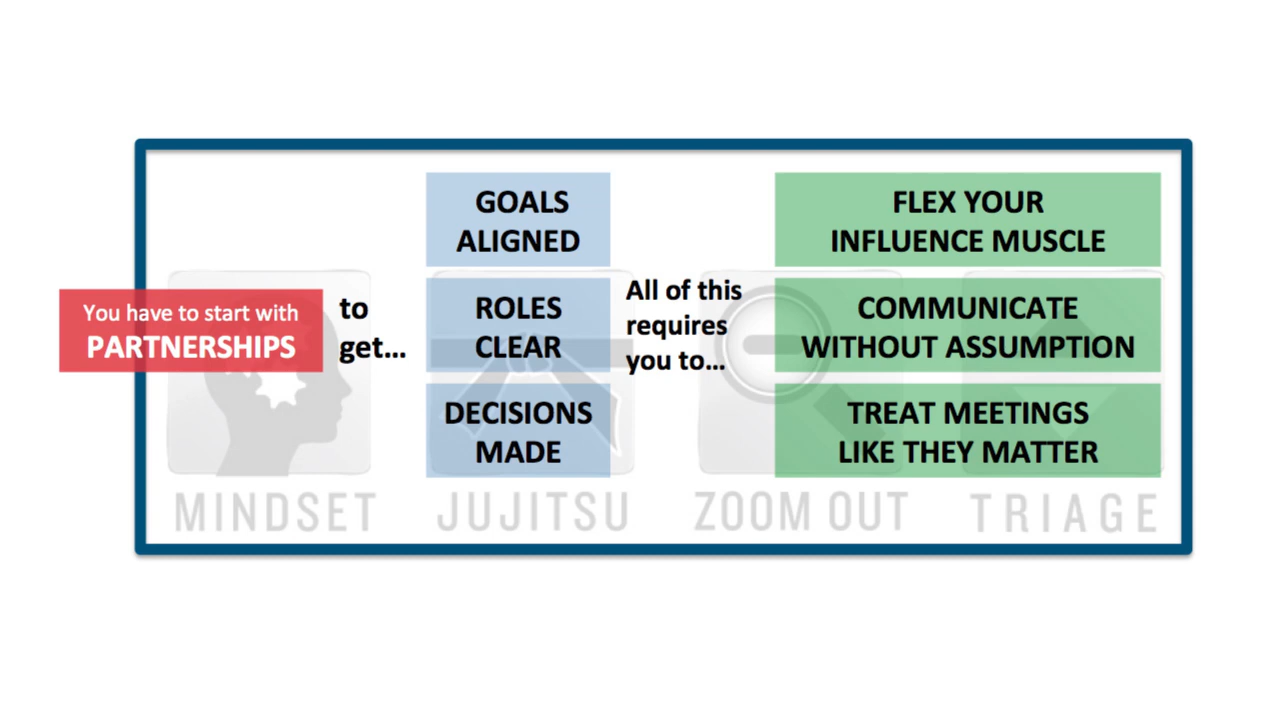 You have to start with
PARTNERSHIPS
to
get...
GOALS
ALIGNED
ROLES
CLEAR
DECISIONS
MADE
All of this
requires
you to...
FLEX YOUR
INFLUENCE MUSCLE
COMMUNICATE
WITHOUT ASSUMPTION
TREAT MEETINGS
LIKE THEY MATTER
MINDSET
JUJITSU
ZOOM OUT
TRIAGE